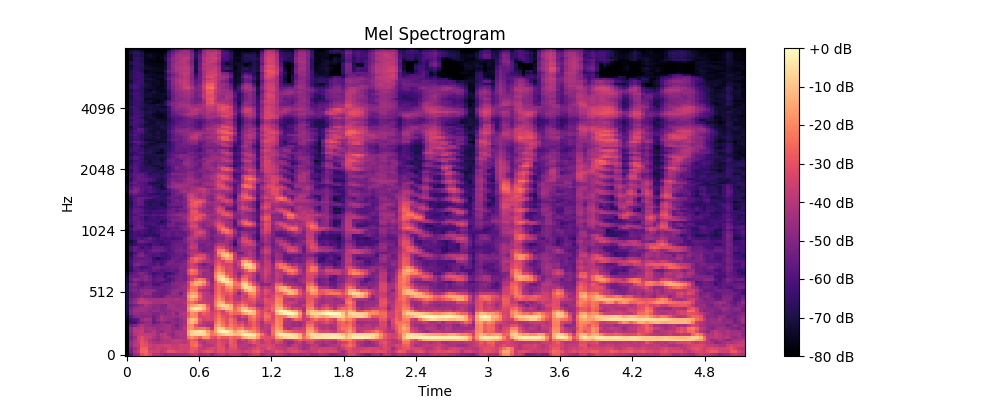 Mel Spectrogram
Hz
4096
2048
1024
512
0
0 0.6 1.2 1.8 2.4 3 3.6 4.2 4.8
Time
+0 dB
-10 dB
-20 dB
-30 dB
-40 dB
-50 dB
-60 dB
-70 dB
-80 dB